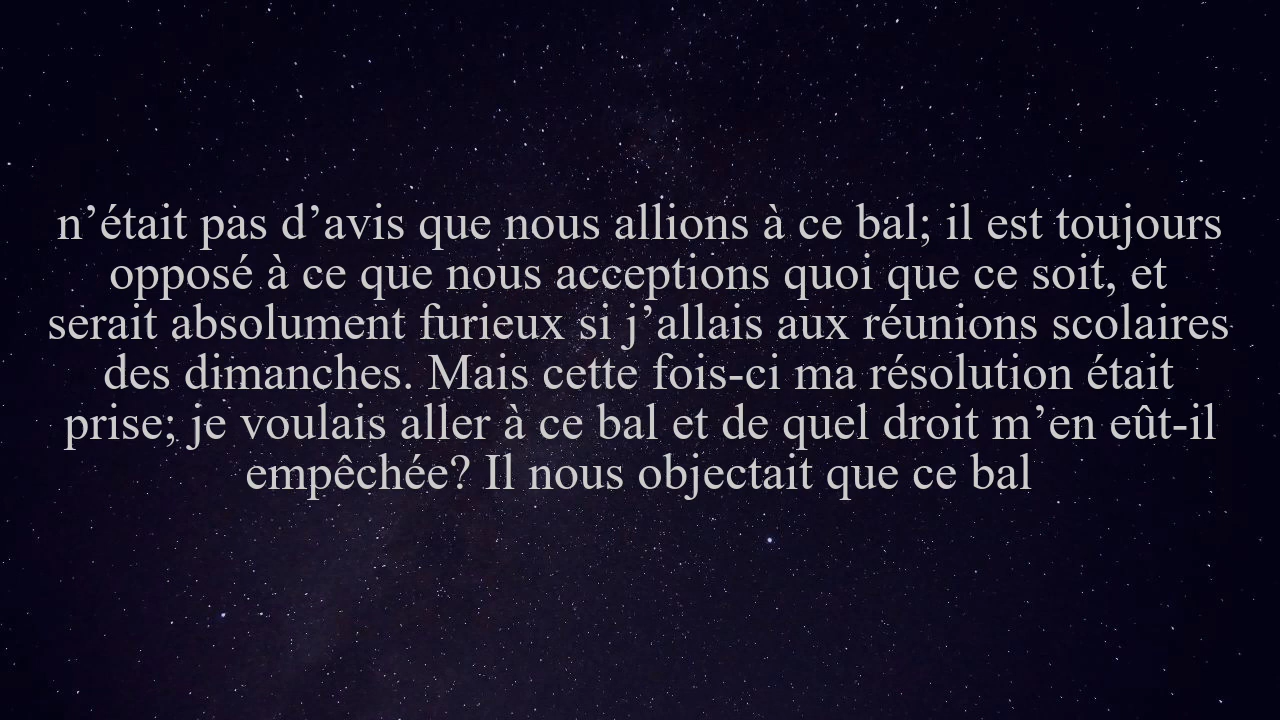 n’était pas d’avis que nous allions à ce bal; il est toujours
opposé à ce que nous acceptions quoi que ce soit, et
serait absolument furieux si j’allais aux réunions scolaires
des dimanches. Mais cette fois-ci ma résolution était
prise; je voulais aller à ce bal et de quel droit m’en eût-il
empêchée? Il nous objectait que ce bal